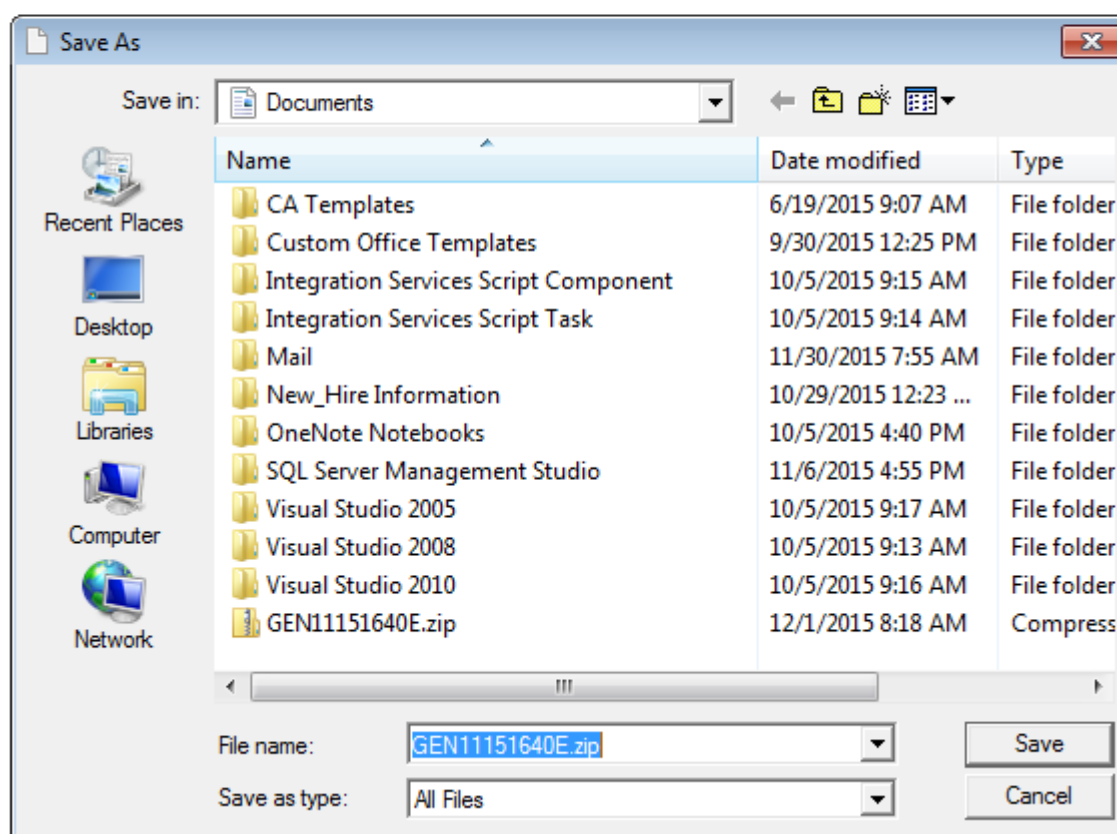 Save As
Save in: Documents
Name Date modified Type
CA Templates 6/19/2015 9:07 AM File folder
Custom Office Templates 9/30/2015 12:25 PM File folder
Integration Services Script Component 10/5/2015 9:15 AM File folder
Integration Services Script Task 10/5/2015 9:14 AM File folder
Mail 11/30/2015 7:55 AM File folder
New_Hire Information 10/29/2015 12:23 ... File folder
OneNote Notebooks 10/5/2015 4:40 PM File folder
SQL Server Management Studio 11/6/2015 4:55 PM File folder
Visual Studio 2005 10/5/2015 9:17 AM File folder
Visual Studio 2008 10/5/2015 9:13 AM File folder
Visual Studio 2010 10/5/2015 9:16 AM File folder
GEN11151640E.zip 12/1/2015 8:18 AM Compress
Recent Places
Desktop
Libraries
Computer
Network
File name: GEN11151640E.zip Save
Save as type: All Files Cancel